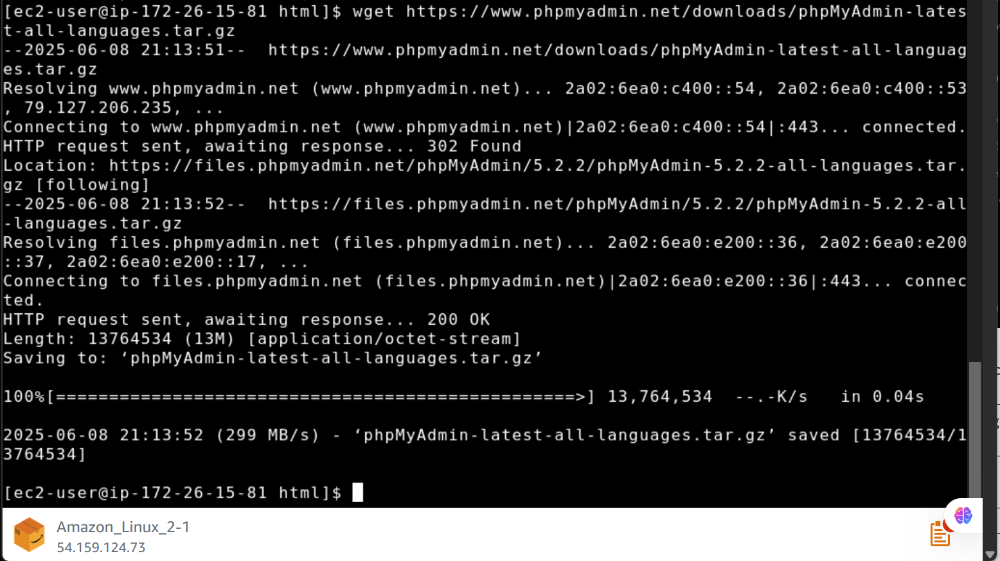 [ec2-user@ip-172-26-15-81 html]$ wget https://www.phpmyadmin.net/downloads/phpMyAdmin-lates
t-all-languages.tar.gz
--2025-06-08 21:13:51--  https://www.phpmyadmin.net/downloads/phpMyAdmin-latest-all-languag
es.tar.gz
Resolving www.phpmyadmin.net (www.phpmyadmin.net)... 2a02:6ea0:c400::54, 2a02:6ea0:c400::53
, 79.127.206.235, ...
Connecting to www.phpmyadmin.net (www.phpmyadmin.net)|2a02:6ea0:c400::54|:443... connected.
HTTP request sent, awaiting response... 302 Found
Location: https://files.phpmyadmin.net/phpMyAdmin/5.2.2/phpMyAdmin-5.2.2-all-languages.tar.
gz [following]
--2025-06-08 21:13:52--  https://files.phpmyadmin.net/phpMyAdmin/5.2.2/phpMyAdmin-5.2.2-all
-languages.tar.gz
Resolving files.phpmyadmin.net (files.phpmyadmin.net)... 2a02:6ea0:e200::36, 2a02:6ea0:e200
::37, 2a02:6ea0:e200::17, ...
Connecting to files.phpmyadmin.net (files.phpmyadmin.net)|2a02:6ea0:e200::36|:443... connec
ted.
HTTP request sent, awaiting response... 200 OK
Length: 13764534 (13M) [application/octet-stream]
Saving to: ‘phpMyAdmin-latest-all-languages.tar.gz’
100%[=================================================>] 13,764,534  --.-K/s   in 0.04s
2025-06-08 21:13:52 (299 MB/s) - ‘phpMyAdmin-latest-all-languages.tar.gz’ saved [13764534/1
3764534]
[ec2-user@ip-172-26-15-81 html]$
Amazon_Linux_2-1
54.159.124.73